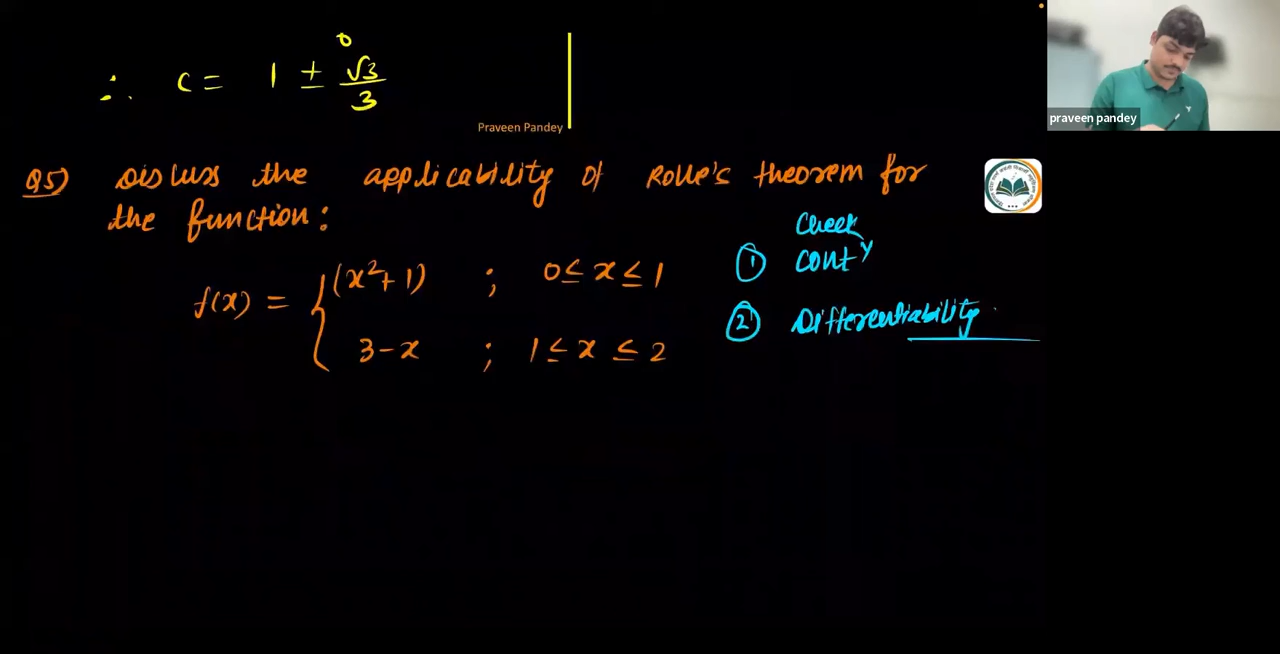 ∴ c = 1 ± √3/3
Praveen Pandey
praveen pandey
Q5) Discuss the applicability of Rolle's theorem for
the function:
f(x) = { (x²+1) ; 0 ≤ x ≤ 1
3-x ; 1 ≤ x ≤ 2
Check
① contʸ
② Differentiability